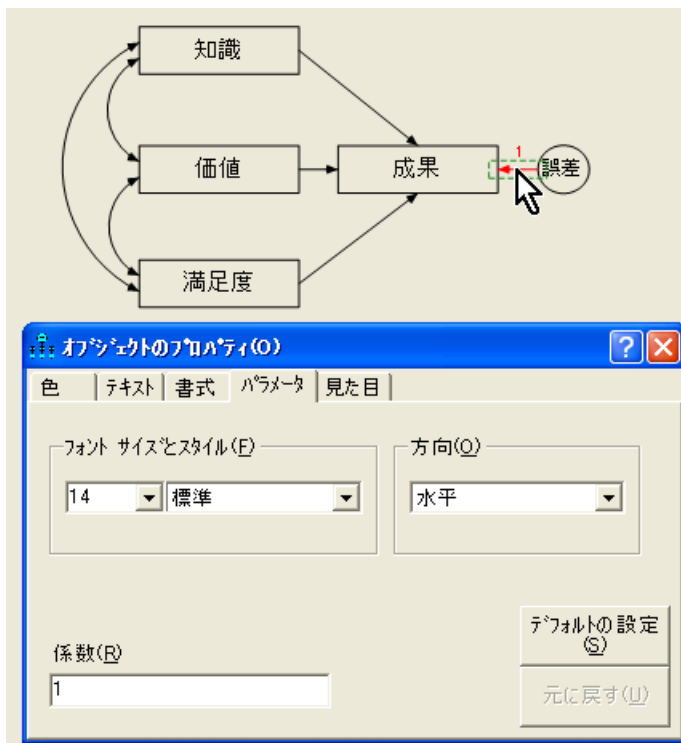 知識
価値
成果
1
誤差
満足度
オブジェクトのプロパティ(O)
色
テキスト
書式
パラメータ
見た目
フォント サイズとスタイル(F)
方向(O)
14
標準
水平
デフォルトの設定
(S)
係数(R)
1
元に戻す(U)